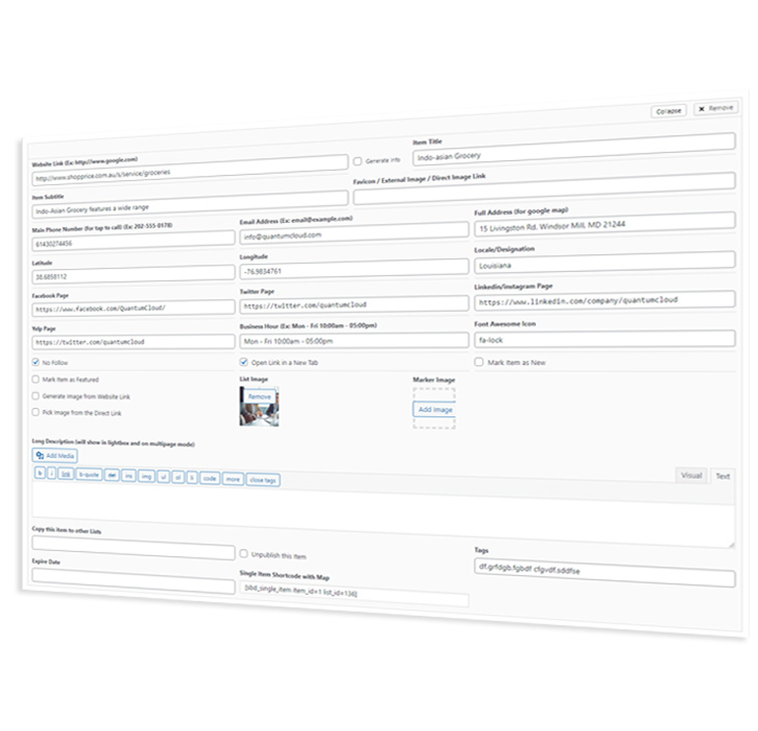 Collapse
✖ Remove
Website Link (Ex: http://www.google.com)
http://www.shopprice.com.au/s/service/groceries
Generate Info
Item Title
Indo-asian Grocery
Item Subtitle
Indo-Asian Grocery features a wide range
Favicon / External Image / Direct Image Link
Main Phone Number (for tap to call) (Ex: 202-555-0178)
61430274456
Email Address (Ex: email@example.com)
info@quantumcloud.com
Full Address (for google map)
15 Livingston Rd. Windsor Mill, MD 21244
Latitude
30.6858112
Longitude
-76.9834761
Locale/Designation
Louisiana
Facebook Page
https://www.facebook.com/QuantumCloud/
Twitter Page
https://twitter.com/quantumcloud
Linkedin/Instagram Page
https://www.linkedin.com/company/quantumcloud
Yelp Page
https://twitter.com/quantumcloud
Business Hour (Ex: Mon - Fri 10:00am - 05:00pm)
Mon - Fri 10:00am - 05:00pm
Font Awesome Icon
fa-lock
No Follow
Open Link in a New Tab
Mark Item as New
Mark Item as Featured
Generate Image from Website Link
Pick Image from the Direct Link
List Image
Remove
Marker Image
Add Image
Long Description (will show in lightbox and on multipage mode)
Add Media
Visual
Text
b i link b-quote del ins img ul ol li code more close tags
Copy this item to other Lists
Unpublish this item
Tags
df,grfdgb,fgbdf cfgvdf,sddfse
Expire Date
Single Item Shortcode with Map
[sbd_single_item item_id=1 list_id=136]